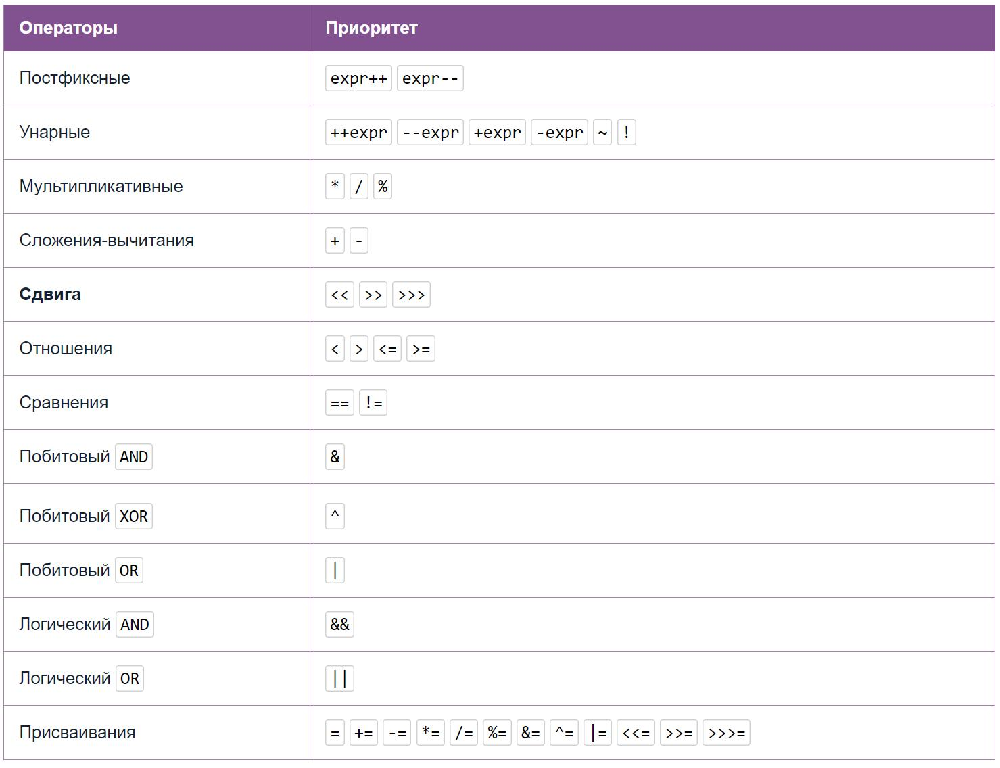 Операторы Приоритет
Постфиксные expr++ expr--
Унарные ++expr --expr +expr -expr ~ !
Мультипликативные * / %
Сложения-вычитания + -
Сдвига << >> >>>
Отношения < > <= >=
Сравнения == !=
Побитовый AND &
Побитовый XOR ^
Побитовый OR |
Логический AND &&
Логический OR ||
Присваивания = += -= *= /= %= &= ^= |= <<= >>= >>>=